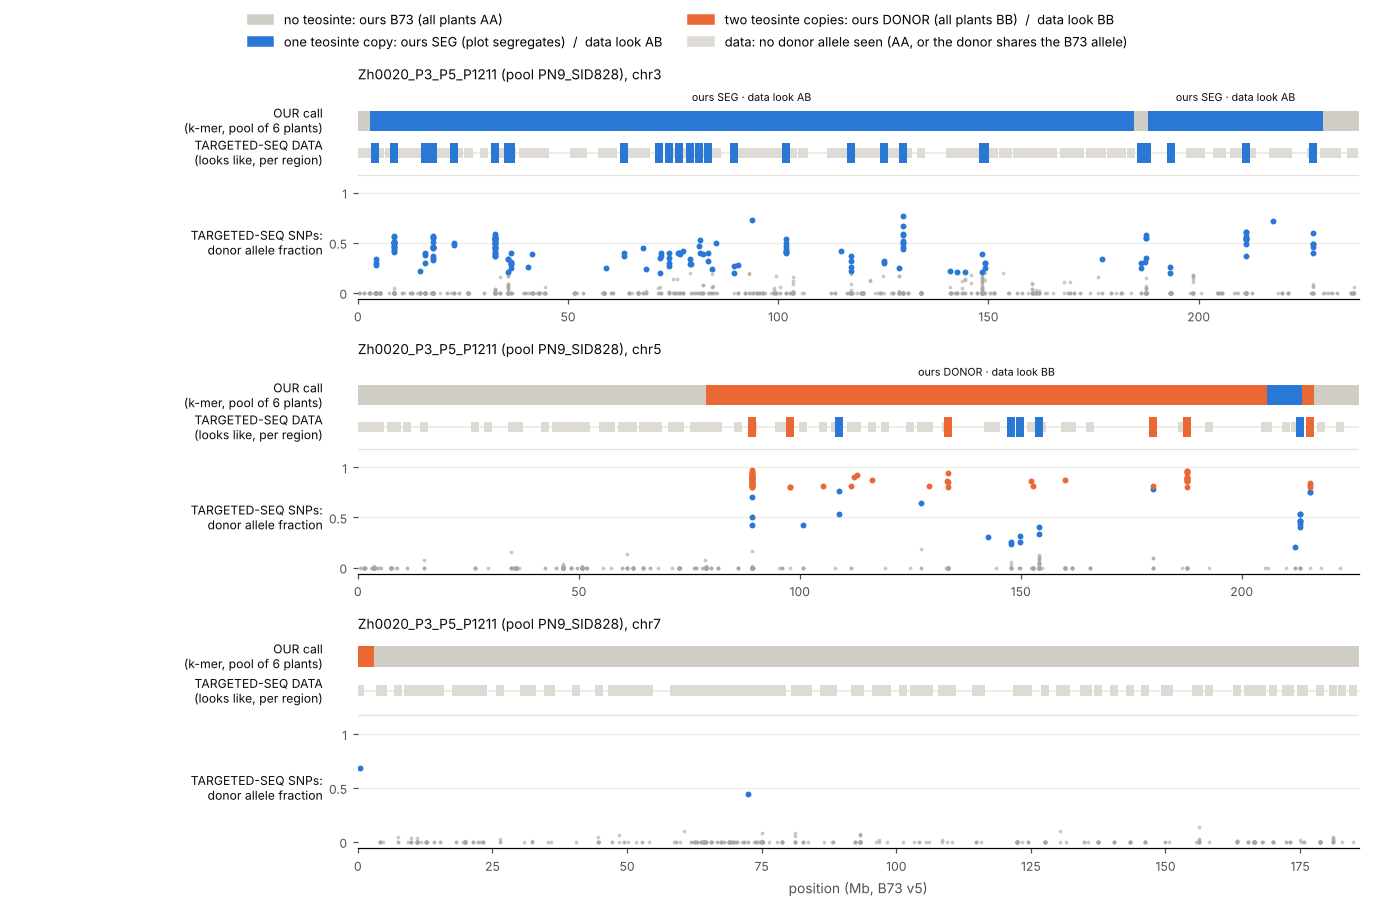 no teosinte: ours B73 (all plants AA)
two teosinte copies: ours DONOR (all plants BB)  /  data look BB
one teosinte copy: ours SEG (plot segregates)  /  data look AB
data: no donor allele seen (AA, or the donor shares the B73 allele)
Zh0020_P3_P5_P1211 (pool PN9_SID828), chr3
ours SEG · data look AB
ours SEG · data look AB
OUR call
(k-mer, pool of 6 plants)
TARGETED-SEQ DATA
(looks like, per region)
1
TARGETED-SEQ SNPs:
donor allele fraction
0.5
0
0 50 100 150 200
Zh0020_P3_P5_P1211 (pool PN9_SID828), chr5
ours DONOR · data look BB
OUR call
(k-mer, pool of 6 plants)
TARGETED-SEQ DATA
(looks like, per region)
1
TARGETED-SEQ SNPs:
donor allele fraction
0.5
0
0 50 100 150 200
Zh0020_P3_P5_P1211 (pool PN9_SID828), chr7
OUR call
(k-mer, pool of 6 plants)
TARGETED-SEQ DATA
(looks like, per region)
1
TARGETED-SEQ SNPs:
donor allele fraction
0.5
0
0 25 50 75 100 125 150 175
position (Mb, B73 v5)